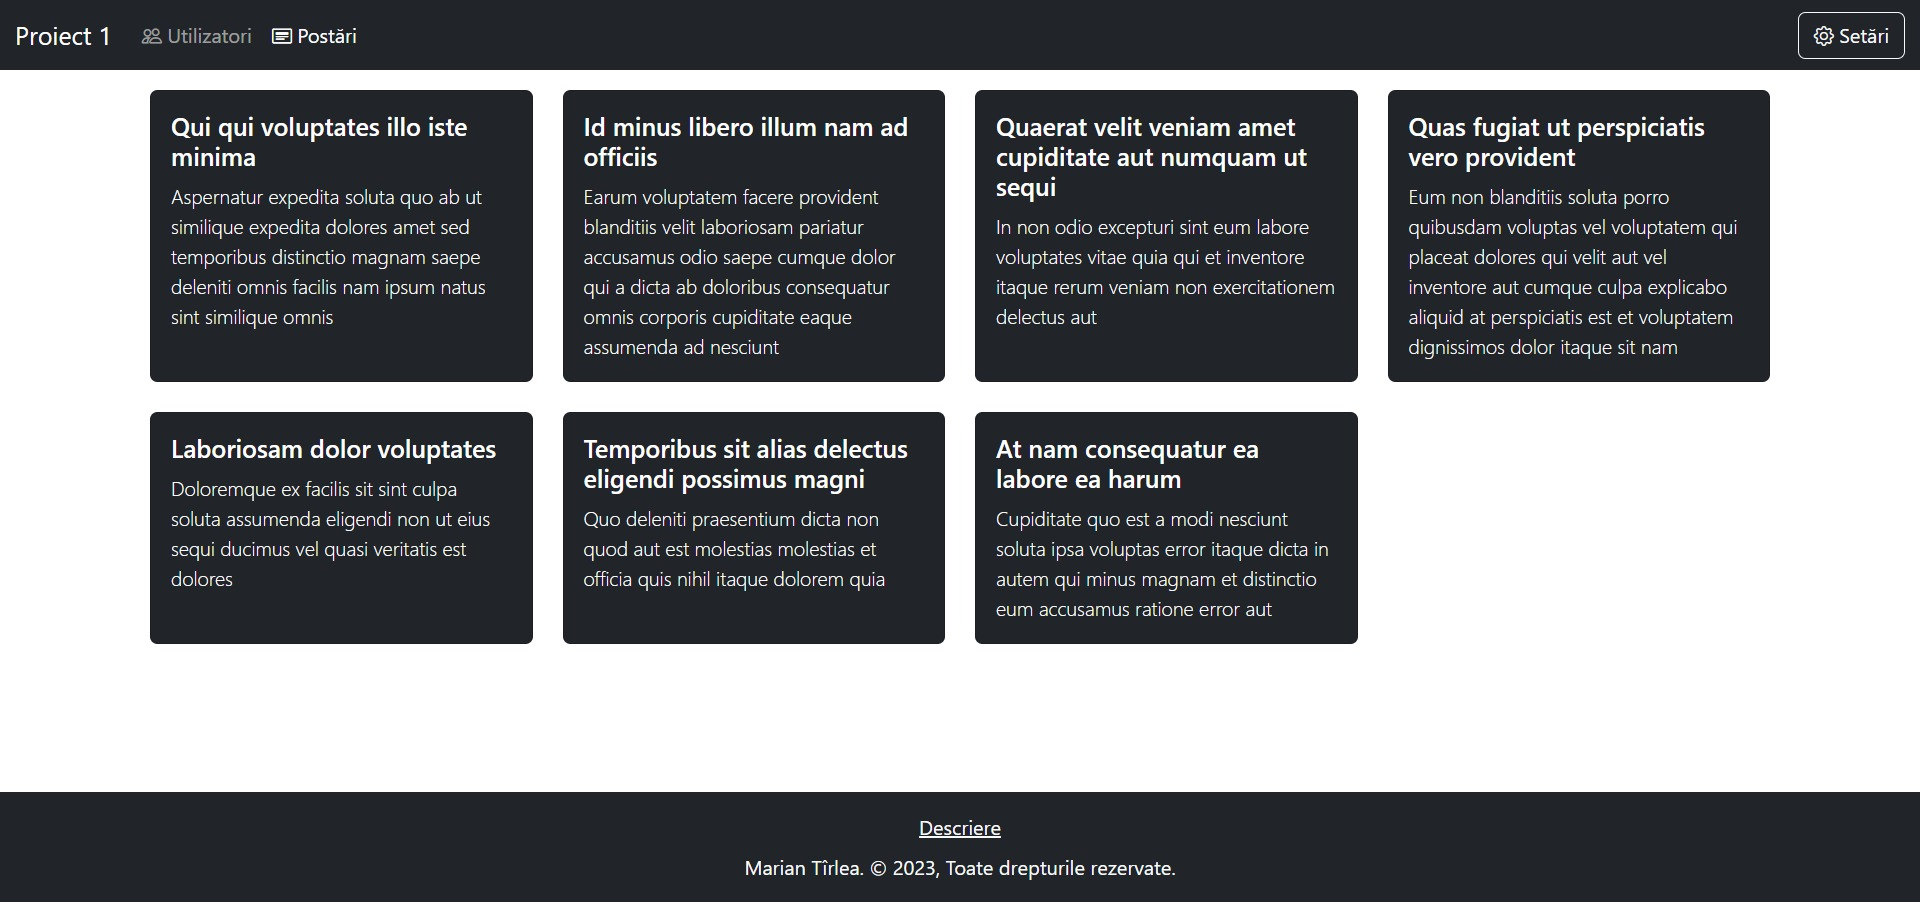 Proiect 1
Utilizatori
Postări
Setări
Qui qui voluptates illo iste
minima
Aspernatur expedita soluta quo ab ut
similique expedita dolores amet sed
temporibus distinctio magnam saepe
deleniti omnis facilis nam ipsum natus
sint similique omnis
Id minus libero illum nam ad
officiis
Earum voluptatem facere provident
blanditiis velit laboriosam pariatur
accusamus odio saepe cumque dolor
qui a dicta ab doloribus consequatur
omnis corporis cupiditate eaque
assumenda ad nesciunt
Quaerat velit veniam amet
cupiditate aut numquam ut
sequi
In non odio excepturi sint eum labore
voluptates vitae quia qui et inventore
itaque rerum veniam non exercitationem
delectus aut
Quas fugiat ut perspiciatis
vero provident
Eum non blanditiis soluta porro
quibusdam voluptas vel voluptatem qui
placeat dolores qui velit aut vel
inventore aut cumque culpa explicabo
aliquid at perspiciatis est et voluptatem
dignissimos dolor itaque sit nam
Laboriosam dolor voluptates
Doloremque ex facilis sit sint culpa
soluta assumenda eligendi non ut eius
sequi ducimus vel quasi veritatis est
dolores
Temporibus sit alias delectus
eligendi possimus magni
Quo deleniti praesentium dicta non
quod aut est molestias molestias et
officia quis nihil itaque dolorem quia
At nam consequatur ea
labore ea harum
Cupiditate quo est a modi nesciunt
soluta ipsa voluptas error itaque dicta in
autem qui minus magnam et distinctio
eum accusamus ratione error aut
Descriere
Marian Tîrlea. © 2023, Toate drepturile rezervate.